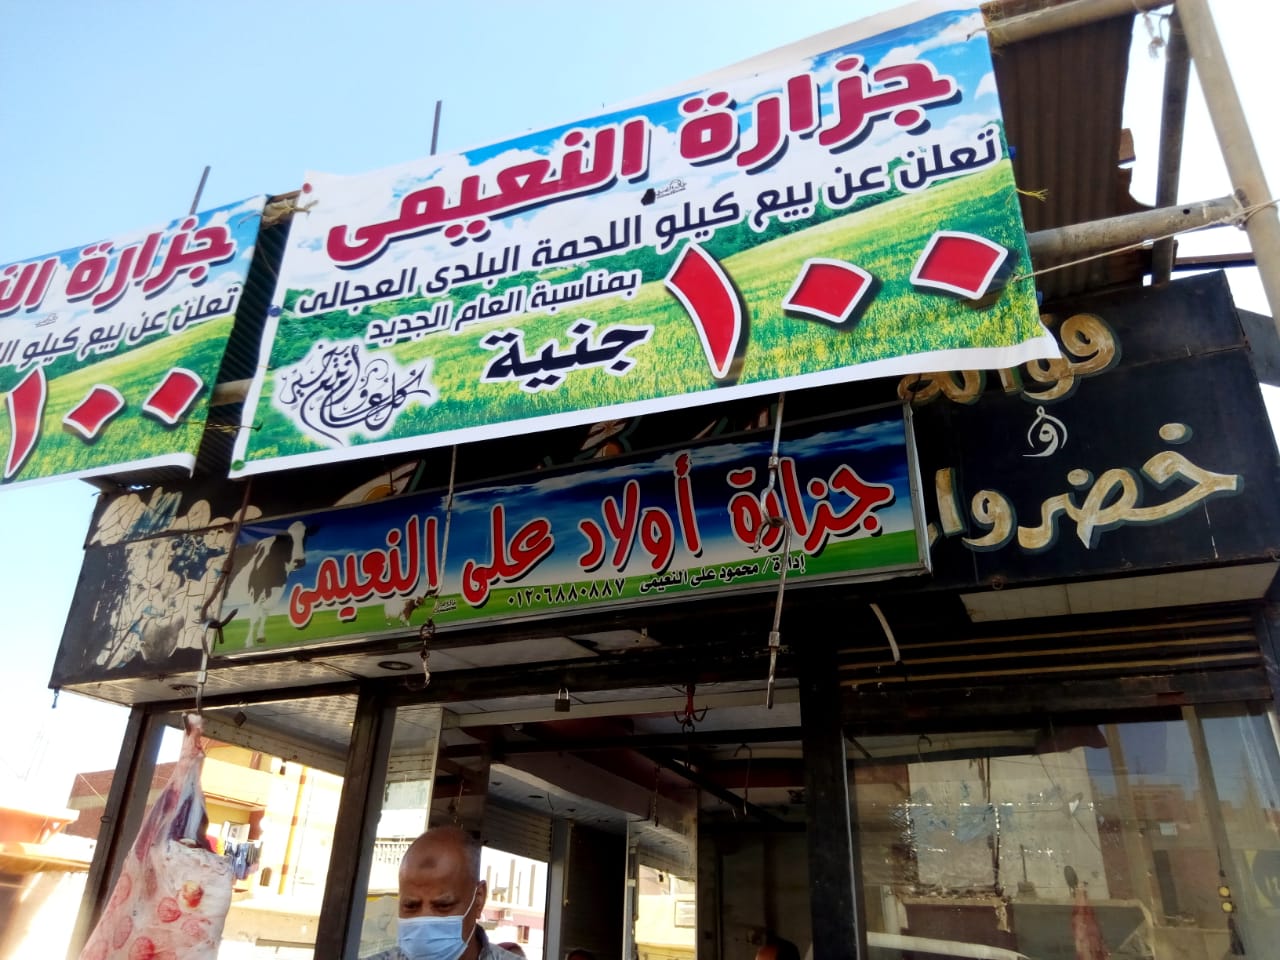 جزارة النعيمى
تعلن عن بيع كيلو اللحمة البلدى العجالى
بمناسبة العام الجديد
١٠٠ جنية
كل عام وأنتم بخير
جزارة الن
تعلن عن بيع كيلو
١٠٠
جزارة أولاد على النعيمى
إدارة / محمود على النعيمى ٠١٢٠٦٨٨٠٨٨٧
فواكه
و
خضروا